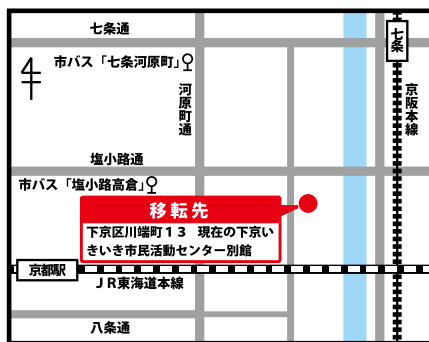 七条通
七条
市バス「七条河原町」
河原町通
京阪本線
塩小路通
市バス「塩小路高倉」
移転先
下京区川端町13 現在の下京い
きいき市民活動センター別館
京都駅
JR東海道本線
八条通